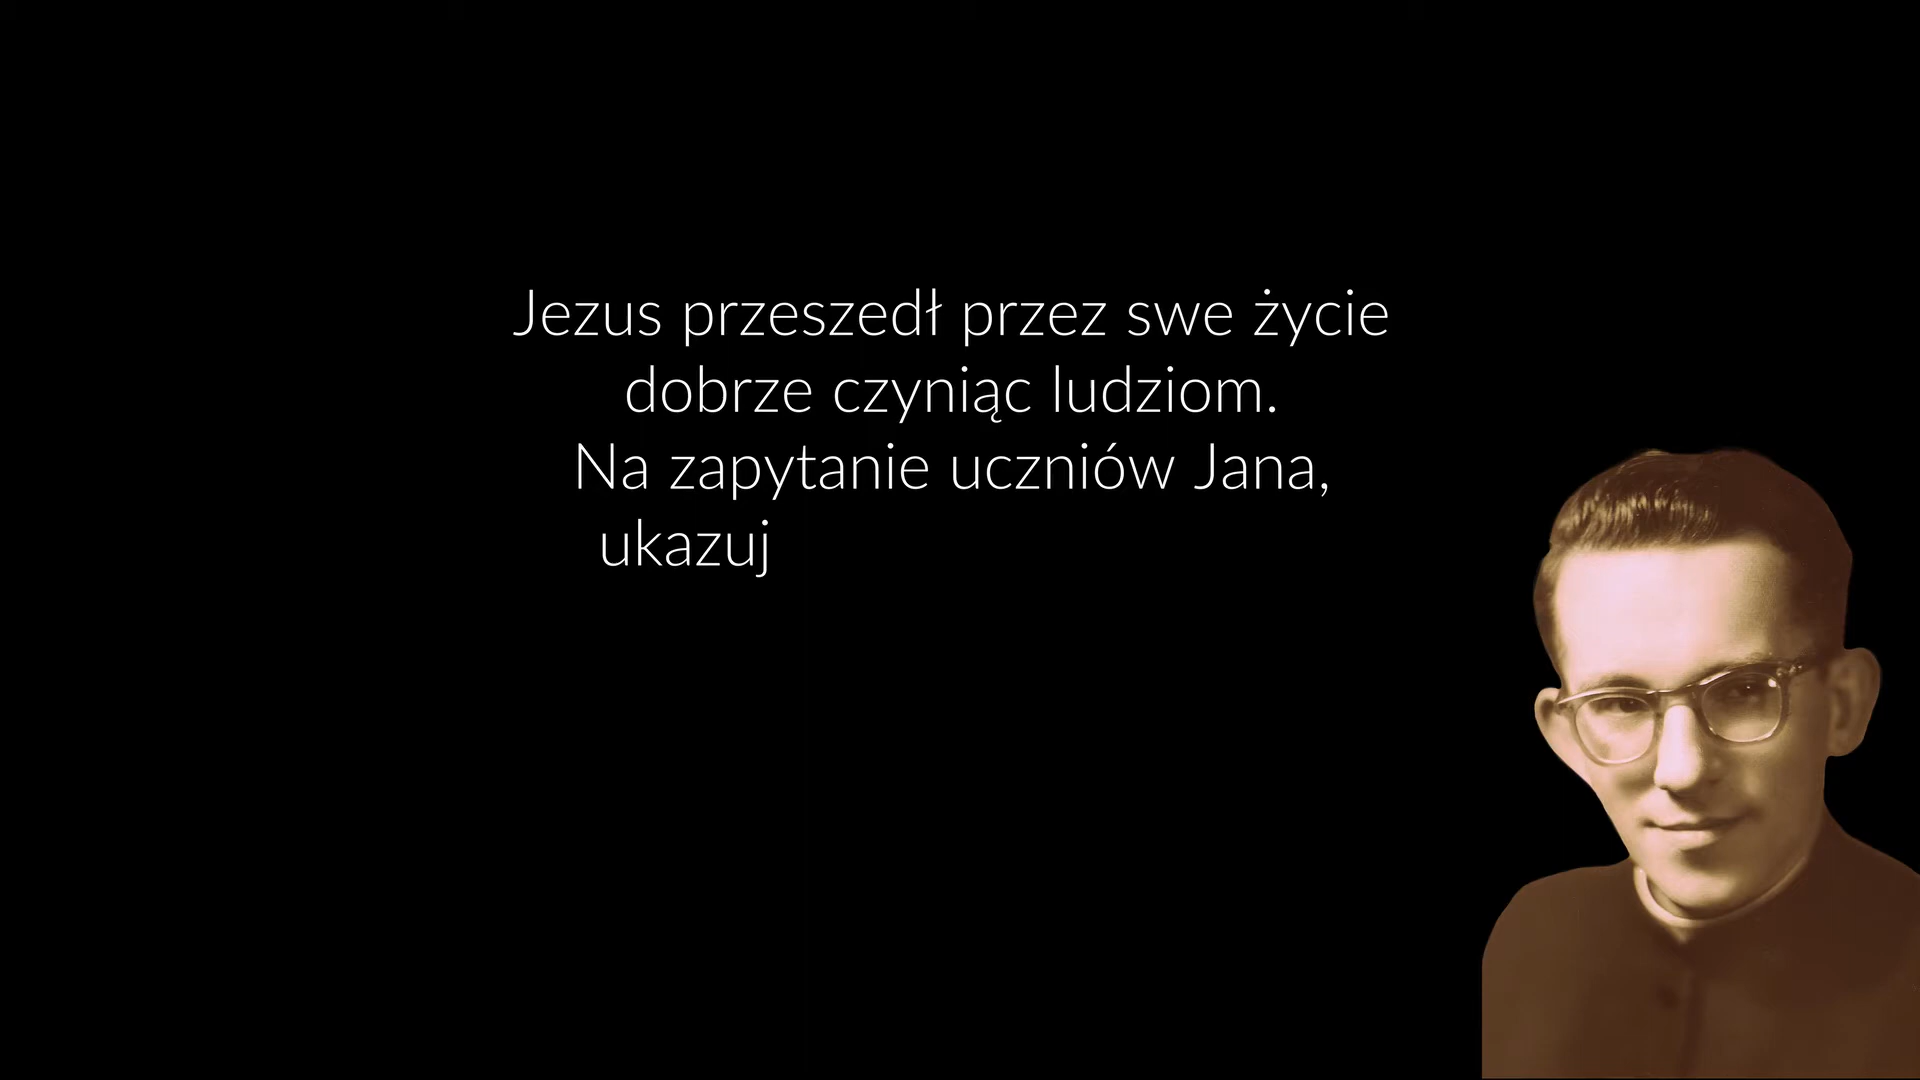 Jezus przeszedł przez swe życie
dobrze czyniąc ludziom.
Na zapytanie uczniów Jana,
ukazuj